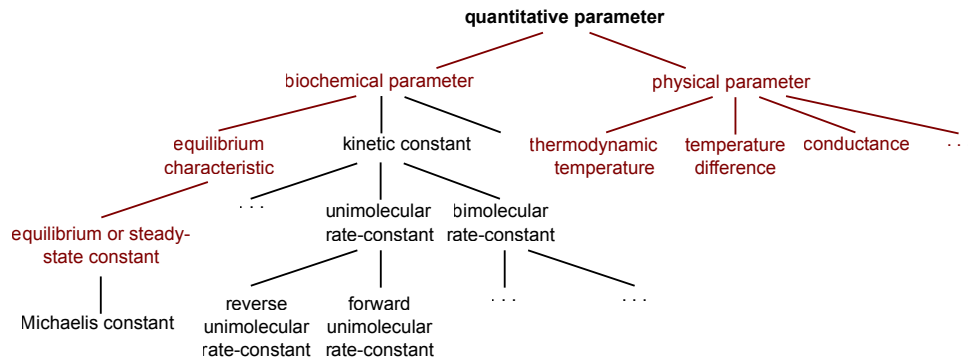 quantitative parameter
biochemical parameter
physical parameter
equilibrium
characteristic
kinetic constant
thermodynamic
temperature
temperature
difference
conductance
. .
. . .
unimolecular
rate-constant
bimolecular
rate-constant
equilibrium or steady-
state constant
. . .
. . .
Michaelis constant
reverse
unimolecular
rate-constant
forward
unimolecular
rate-constant